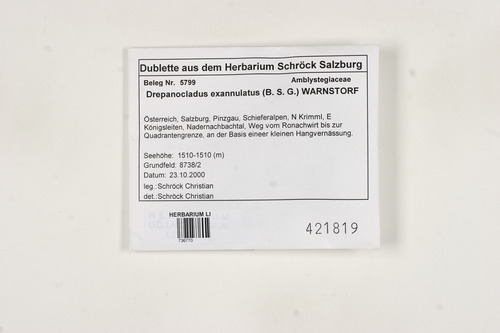 Dublette aus dem Herbarium Schröck Salzburg
Beleg Nr. 5799 Amblystegiaceae
Drepanocladus exannulatus (B. S. G.) WARNSTORF
Österreich, Salzburg, Pinzgau, Schieferalpen, N Krimml, E
Königsleiten, Nadernachbachtal, Weg vom Ronachwirt bis zur
Quadrantengrenze, an der Basis eineer kleinen Hangvernässung.
Seehöhe: 1510-1510 (m)
Grundfeld: 8738/2
Datum: 23.10.2000
leg.:Schröck Christian
det.:Schröck Christian
HERBARIUM LI
736770
421819